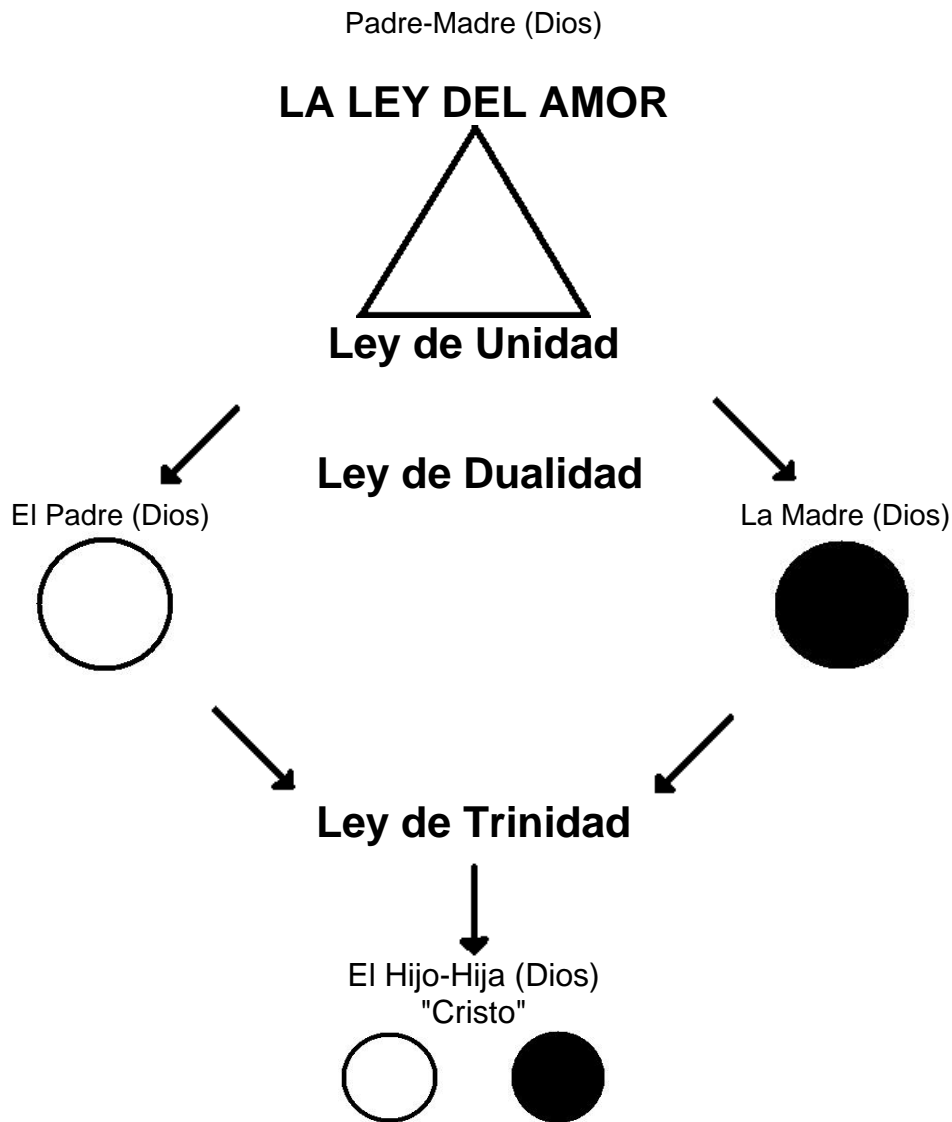 Padre-Madre (Dios)
LA LEY DEL AMOR
Ley de Unidad
Ley de Dualidad
El Padre (Dios)
La Madre (Dios)
Ley de Trinidad
El Hijo-Hija (Dios)
"Cristo"